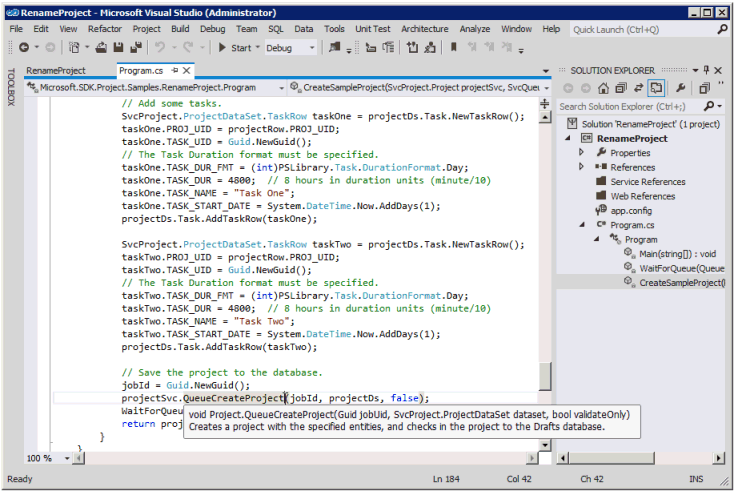 RenameProject - Microsoft Visual Studio (Administrator)
File Edit View Refactor Project Build Debug Team SQL Data Tools Unit Test Architecture Analyze Window Help Quick Launch (Ctrl+Q)
Start Debug
TOOLBOX
RenameProject Program.cs
Microsoft.SDK.Project.Samples.RenameProject.Program CreateSampleProject(SvcProject.Project projectSvc, SvcQueu
// Add some tasks.
SvcProject.ProjectDataSet.TaskRow taskOne = projectDs.Task.NewTaskRow();
taskOne.PROJ_UID = projectRow.PROJ_UID;
taskOne.TASK_UID = Guid.NewGuid();
// The Task Duration format must be specified.
taskOne.TASK_DUR_FMT = (int)PSLibrary.Task.DurationFormat.Day;
taskOne.TASK_DUR = 4800;  // 8 hours in duration units (minute/10)
taskOne.TASK_NAME = "Task One";
taskOne.TASK_START_DATE = System.DateTime.Now.AddDays(1);
projectDs.Task.AddTaskRow(taskOne);
SvcProject.ProjectDataSet.TaskRow taskTwo = projectDs.Task.NewTaskRow();
taskTwo.PROJ_UID = projectRow.PROJ_UID;
taskTwo.TASK_UID = Guid.NewGuid();
// The Task Duration format must be specified.
taskTwo.TASK_DUR_FMT = (int)PSLibrary.Task.DurationFormat.Day;
taskTwo.TASK_DUR = 4800;  // 8 hours in duration units (minute/10)
taskTwo.TASK_NAME = "Task Two";
taskTwo.TASK_START_DATE = System.DateTime.Now.AddDays(1);
projectDs.Task.AddTaskRow(taskTwo);
// Save the project to the database.
jobId = Guid.NewGuid();
projectSvc.QueueCreateProject(jobId, projectDs, false);
WaitForQueu
void Project.QueueCreateProject(Guid jobUid, SvcProject.ProjectDataSet dataset, bool validateOnly)
return proj
Creates a project with the specified entities, and checks in the project to the Drafts database.
}
}
100 %
SOLUTION EXPLORER
Search Solution Explorer (Ctrl+;)
Solution 'RenameProject' (1 project)
RenameProject
Properties
References
Service References
Web References
app.config
Program.cs
Program
Main(string[]) : void
WaitForQueue(Queue
CreateSampleProject(
Ready Ln 184 Col 42 Ch 42 INS